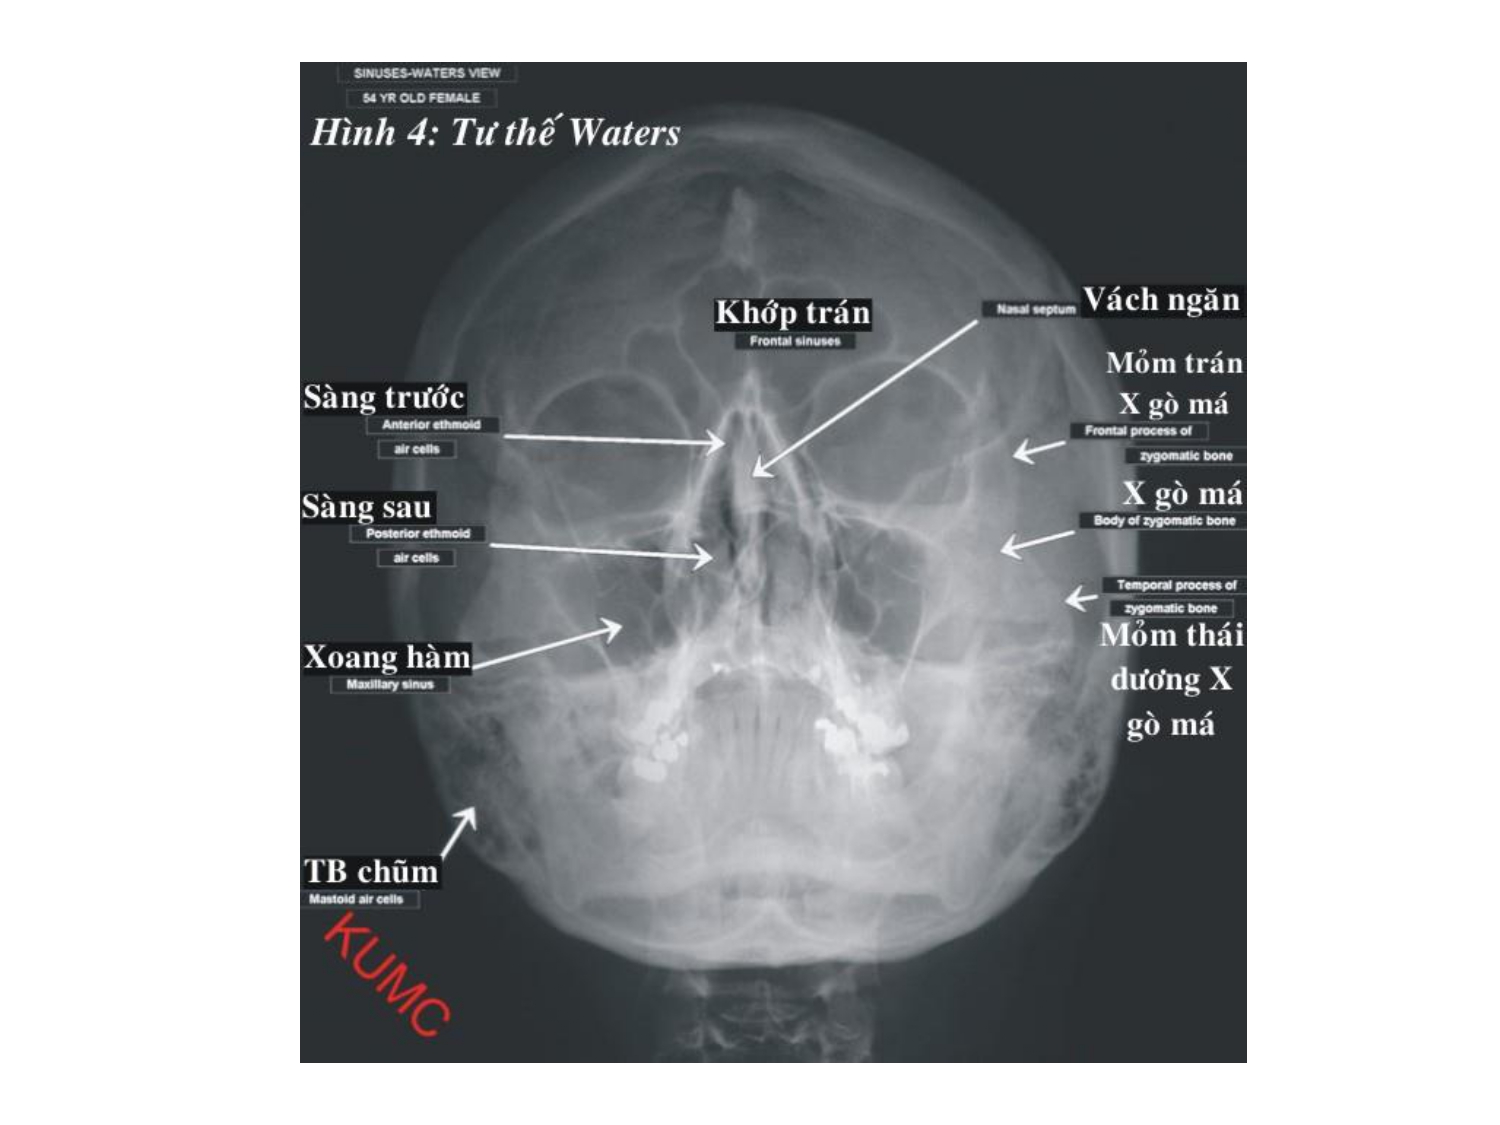 SINUSES-WATERS VIEW
54 YR OLD FEMALE
Hình 4: Tư thế Waters
Khớp trán
Frontal sinuses
Nasal septum
Vách ngăn
Mỏm trán
X gò má
Frontal process of
zygomatic bone
Sàng trước
Anterior ethmoid
air cells
X gò má
Body of zygomatic bone
Sàng sau
Posterior ethmoid
air cells
Temporal process of
zygomatic bone
Mỏm thái
dương X
gò má
Xoang hàm
Maxillary sinus
TB chũm
Mastoid air cells
KUMC